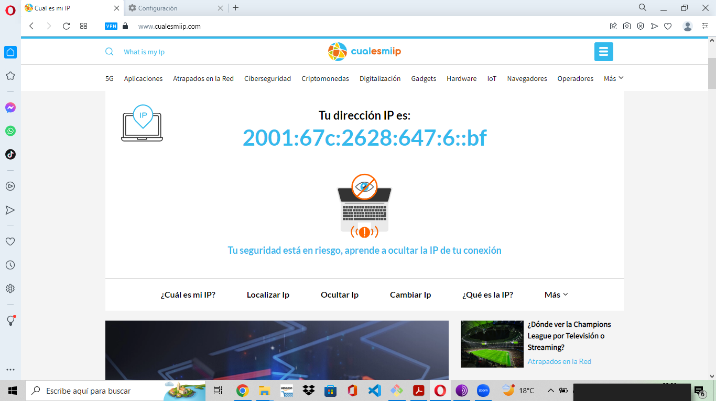 Cual es mi IP
Configuración
VPN
www.cualesmiip.com
What is my Ip
cualesmiip
5G
Aplicaciones
Atrapados en la Red
Ciberseguridad
Criptomonedas
Digitalización
Gadgets
Hardware
IoT
Navegadores
Operadores
Más
IP
Tu dirección IP es:
2001:67c:2628:647:6::bf
Tu seguridad está en riesgo, aprende a ocultar la IP de tu conexión
¿Cuál es mi IP?
Localizar Ip
Ocultar Ip
Cambiar Ip
¿Qué es la IP?
Más
¿Dónde ver la Champions
League por Televisión o
Streaming?
Atrapados en la Red
Escribe aquí para buscar
zoom
18°C